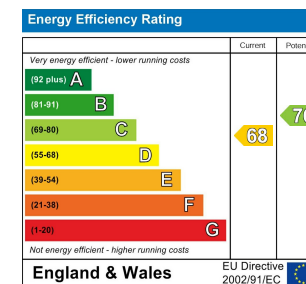 Energy Efficiency Rating
Current
Very energy efficient - lower running costs
(92 plus) A
(81-91) B
(69-80) C
(55-68) D
(39-54) E
(21-38) F
(1-20) G
68
Not energy efficient - higher running costs
England & Wales
EU Directive
2002/91/EC